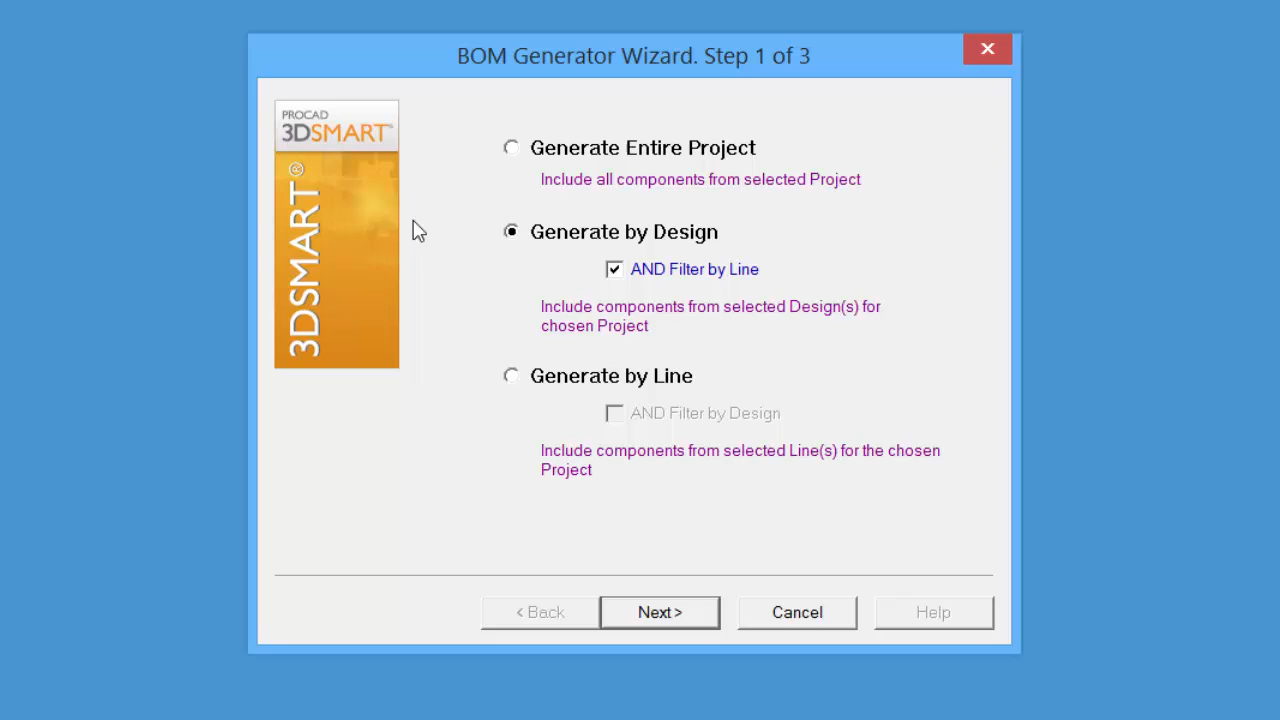 BOM Generator Wizard. Step 1 of 3
PROCAD
3DSMART™
3DSMART®
Generate Entire Project
Include all components from selected Project
Generate by Design
AND Filter by Line
Include components from selected Design(s) for
chosen Project
Generate by Line
AND Filter by Design
Include components from selected Line(s) for the chosen
Project
< Back
Next >
Cancel
Help